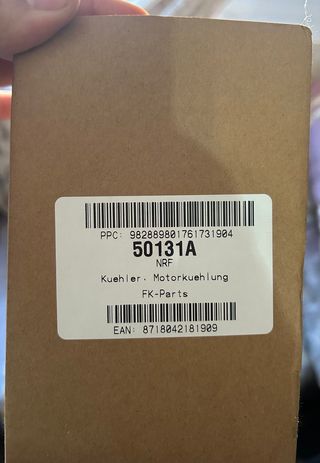 PPC: 982889801761731904
50131A
NRF
Kuehler. Motorkuehlung
FK-Parts
EAN: 8718042181909